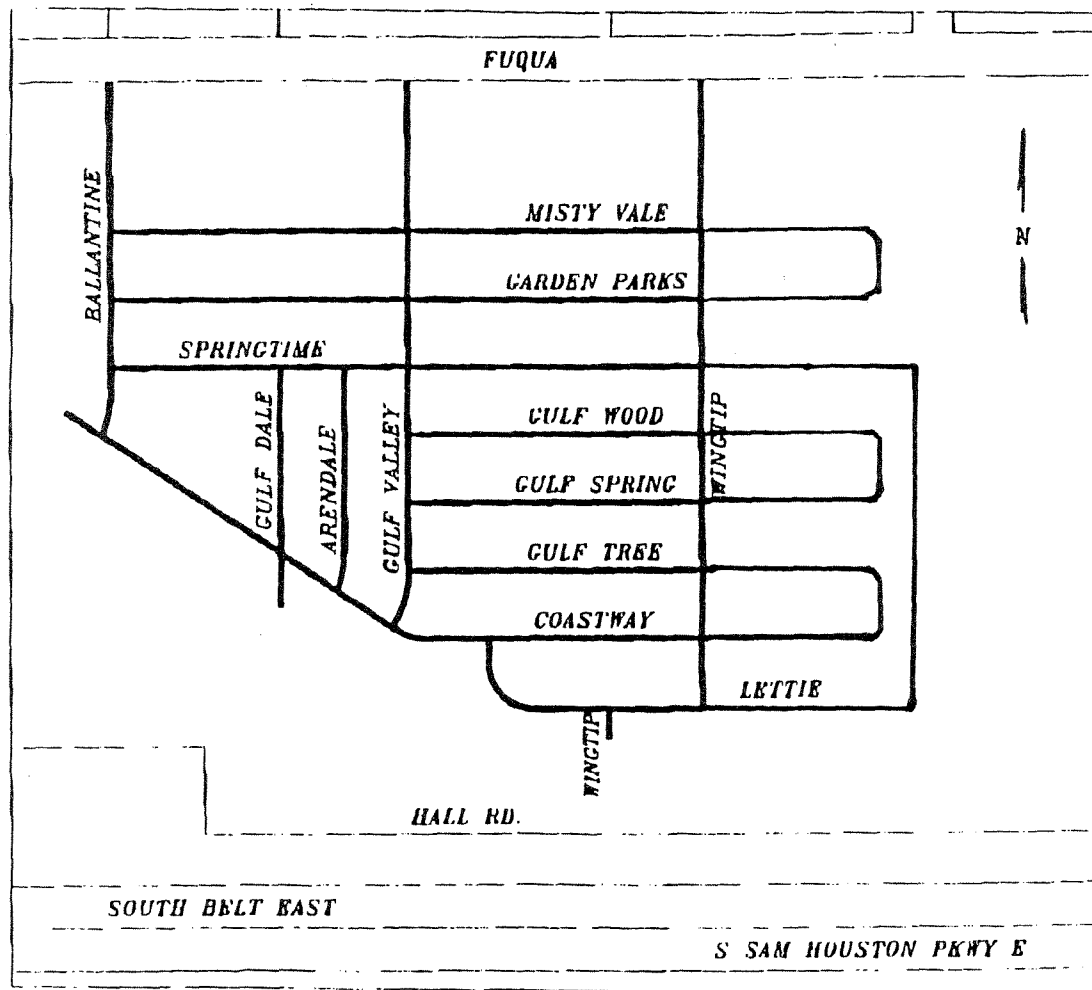 FUQUA
BALLANTINE
MISTY VALE
N
GARDEN PARKS
SPRINGTIME
GULF DALE
ARENDALE
GULF VALLEY
GULF WOOD
WINGTIP
GULF SPRING
GULF TREE
COASTWAY
LETTIE
WINGTIP
HALL RD.
SOUTH BELT EAST
S SAM HOUSTON PKWY E